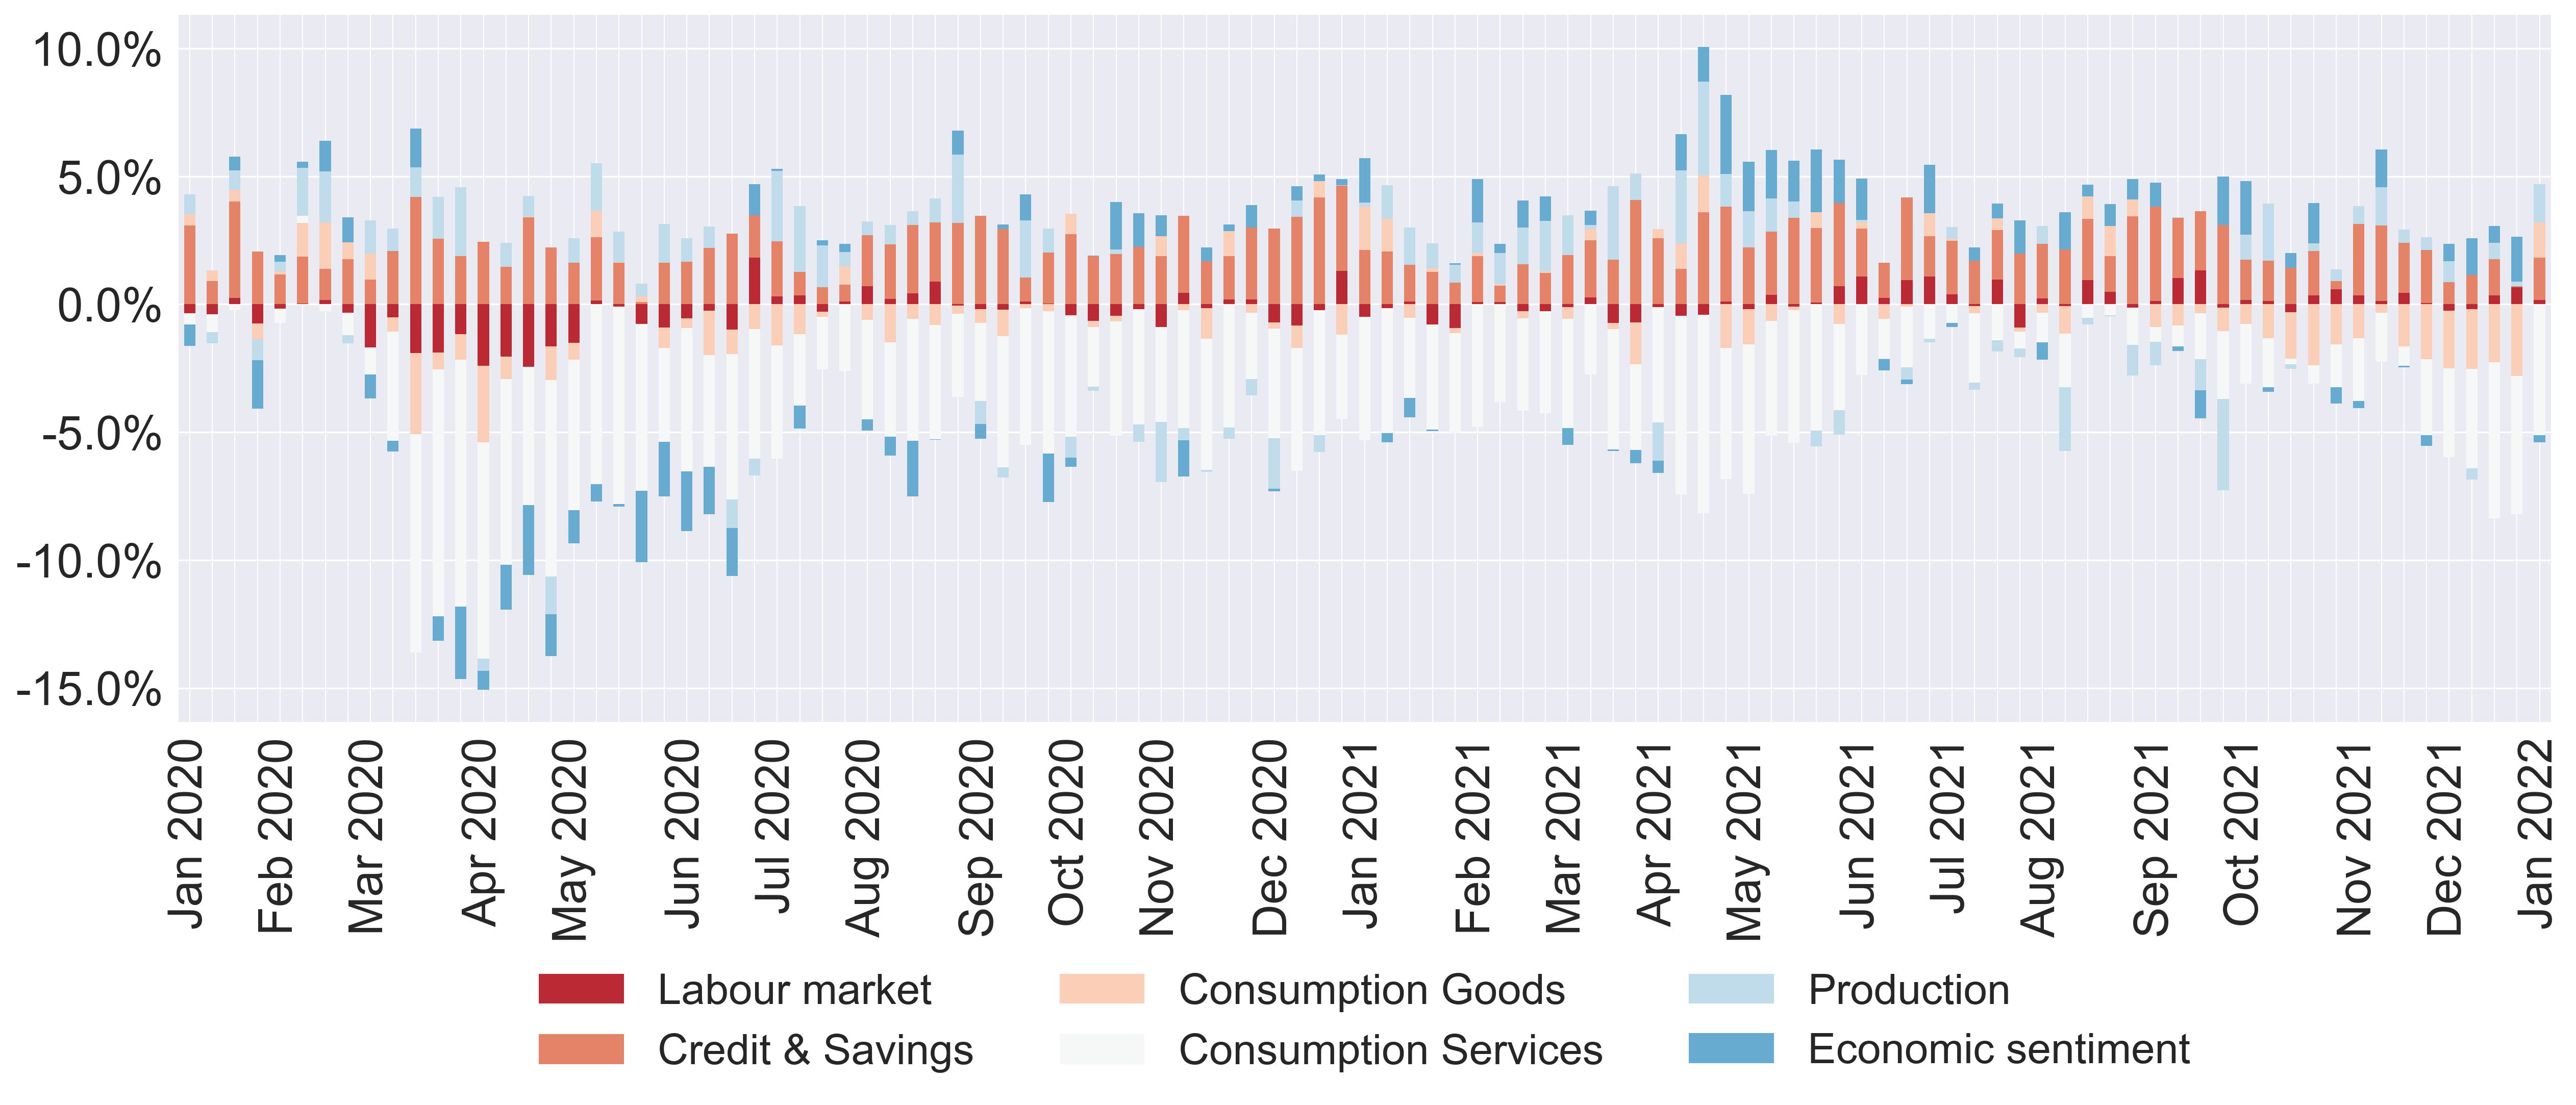 10.0%
5.0%
0.0%
-5.0%
-10.0%
-15.0%
Jan 2020
Feb 2020
Mar 2020
Apr 2020
May 2020
Jun 2020
Jul 2020
Aug 2020
Sep 2020
Oct 2020
Nov 2020
Dec 2020
Jan 2021
Feb 2021
Mar 2021
Apr 2021
May 2021
Jun 2021
Jul 2021
Aug 2021
Sep 2021
Oct 2021
Nov 2021
Dec 2021
Jan 2022
Labour market
Consumption Goods
Production
Credit & Savings
Consumption Services
Economic sentiment